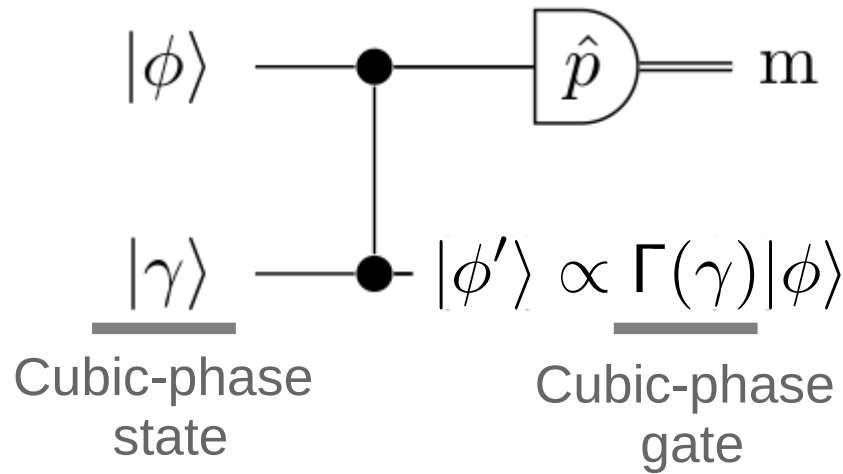 |ϕ⟩ p̂ m
|γ⟩ |ϕ′⟩ ∝ Γ(γ)|ϕ⟩
Cubic-phase
state
Cubic-phase
gate